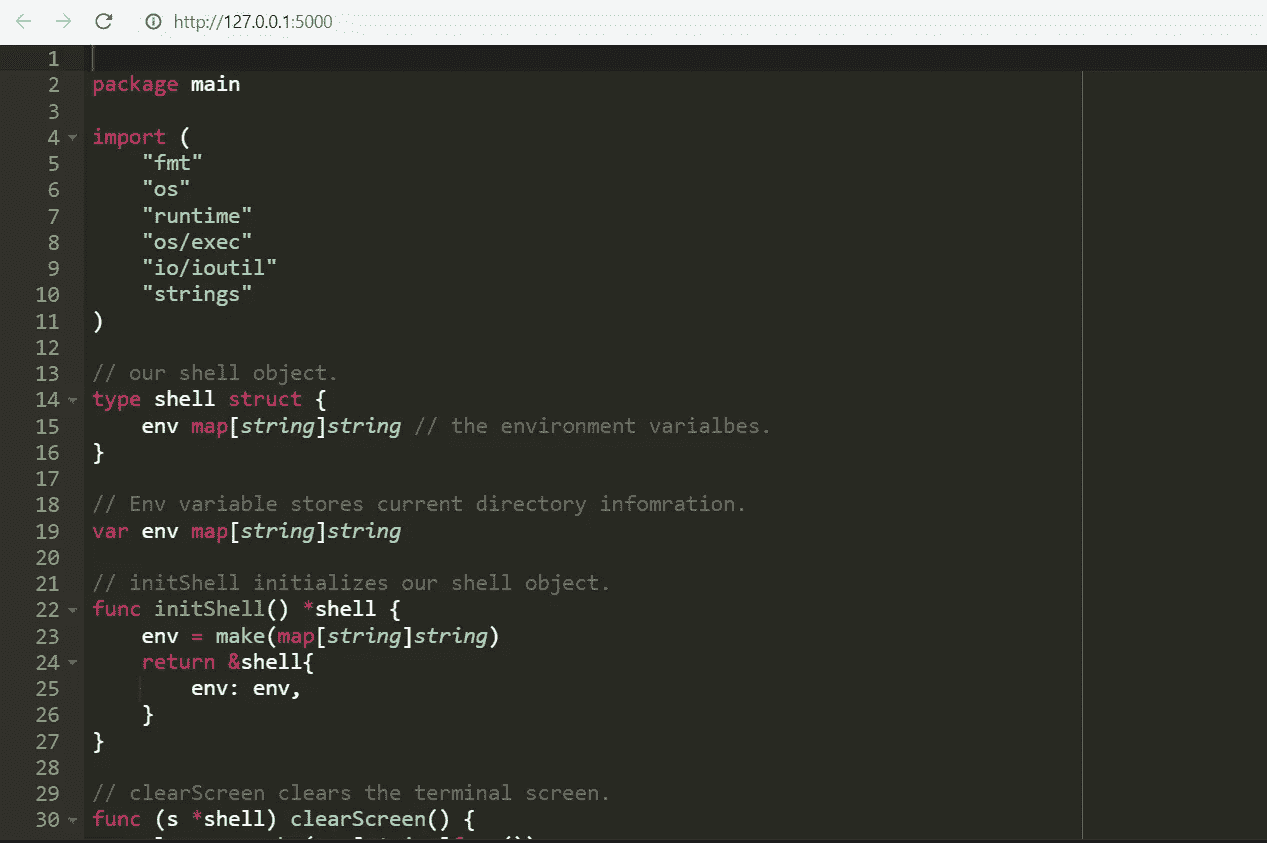 http://127.0.0.1:5000
1
2 package main
3
4 import (
5     "fmt"
6     "os"
7     "runtime"
8     "os/exec"
9     "io/ioutil"
10     "strings"
11 )
12
13 // our shell object.
14 type shell struct {
15     env map[string]string // the environment varialbes.
16 }
17
18 // Env variable stores current directory infomration.
19 var env map[string]string
20
21 // initShell initializes our shell object.
22 func initShell() *shell {
23     env = make(map[string]string)
24     return &shell{
25         env: env,
26     }
27 }
28
29 // clearScreen clears the terminal screen.
30 func (s *shell) clearScreen() {